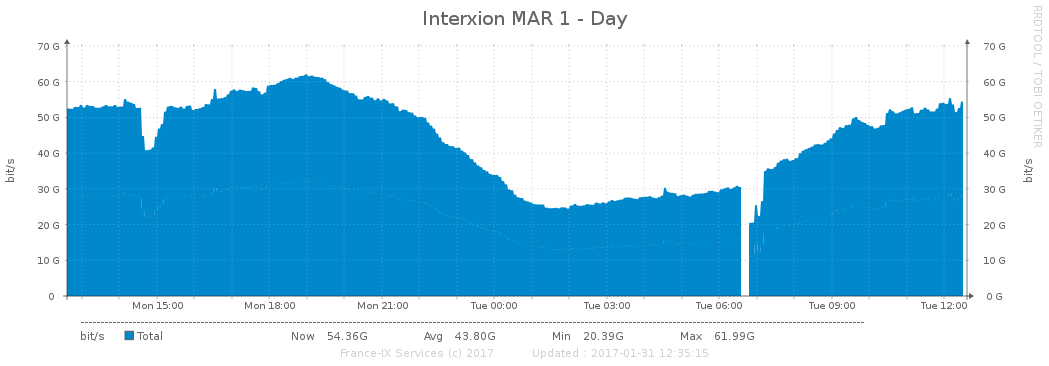 Interxion MAR 1 - Day
RRDTOOL / TOBI OETIKER
70 G 70 G
60 G 60 G
50 G 50 G
40 G 40 G
30 G 30 G
20 G 20 G
10 G 10 G
0 0 G
bit/s bit/s
Mon 15:00 Mon 18:00 Mon 21:00 Tue 00:00 Tue 03:00 Tue 06:00 Tue 09:00 Tue 12:00
bit/s Total Now 54.36G Avg 43.80G Min 20.39G Max 61.99G
France-IX Services (c) 2017 Updated : 2017-01-31 12:35:15